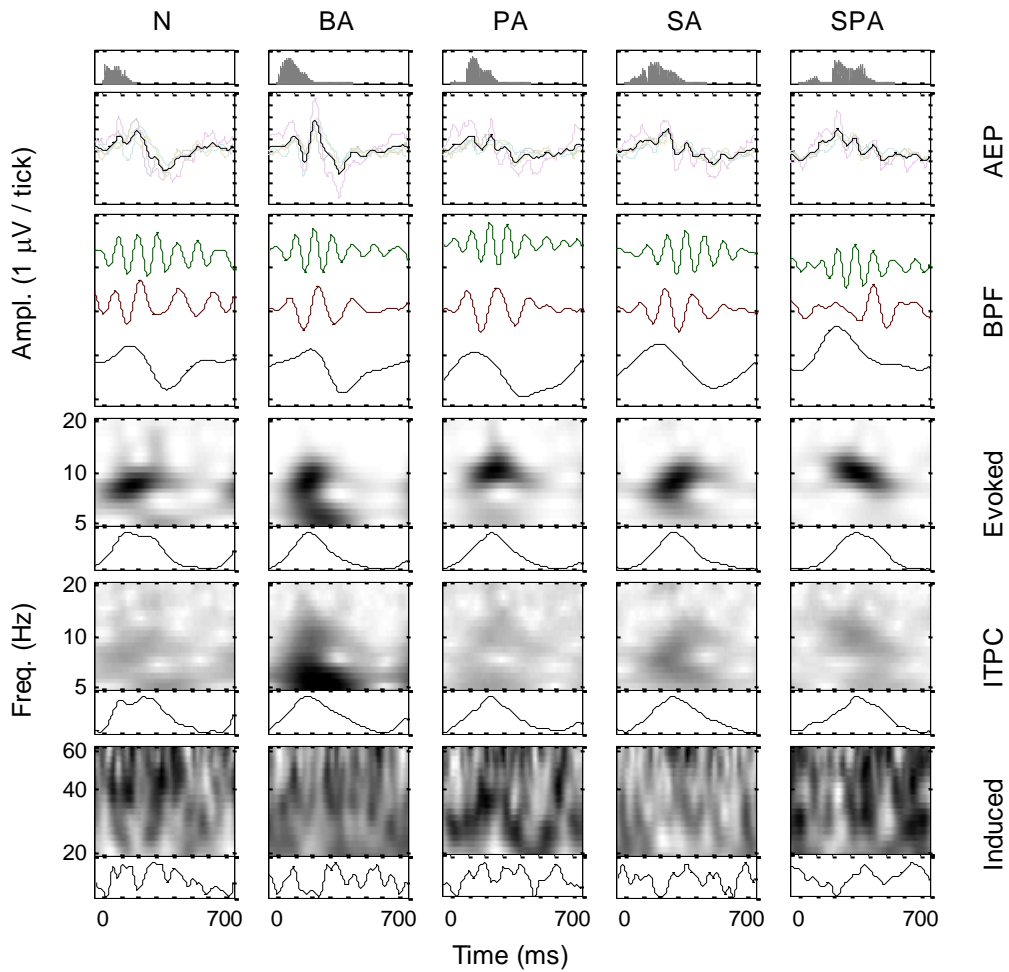 N BA PA SA SPA
AEP
Ampl. (1 μV / tick)
BPF
20
10
5
Evoked
20
10
5
Freq. (Hz)
ITPC
60
40
20
Induced
0 700 0 700 0 700 0 700 0 700
Time (ms)